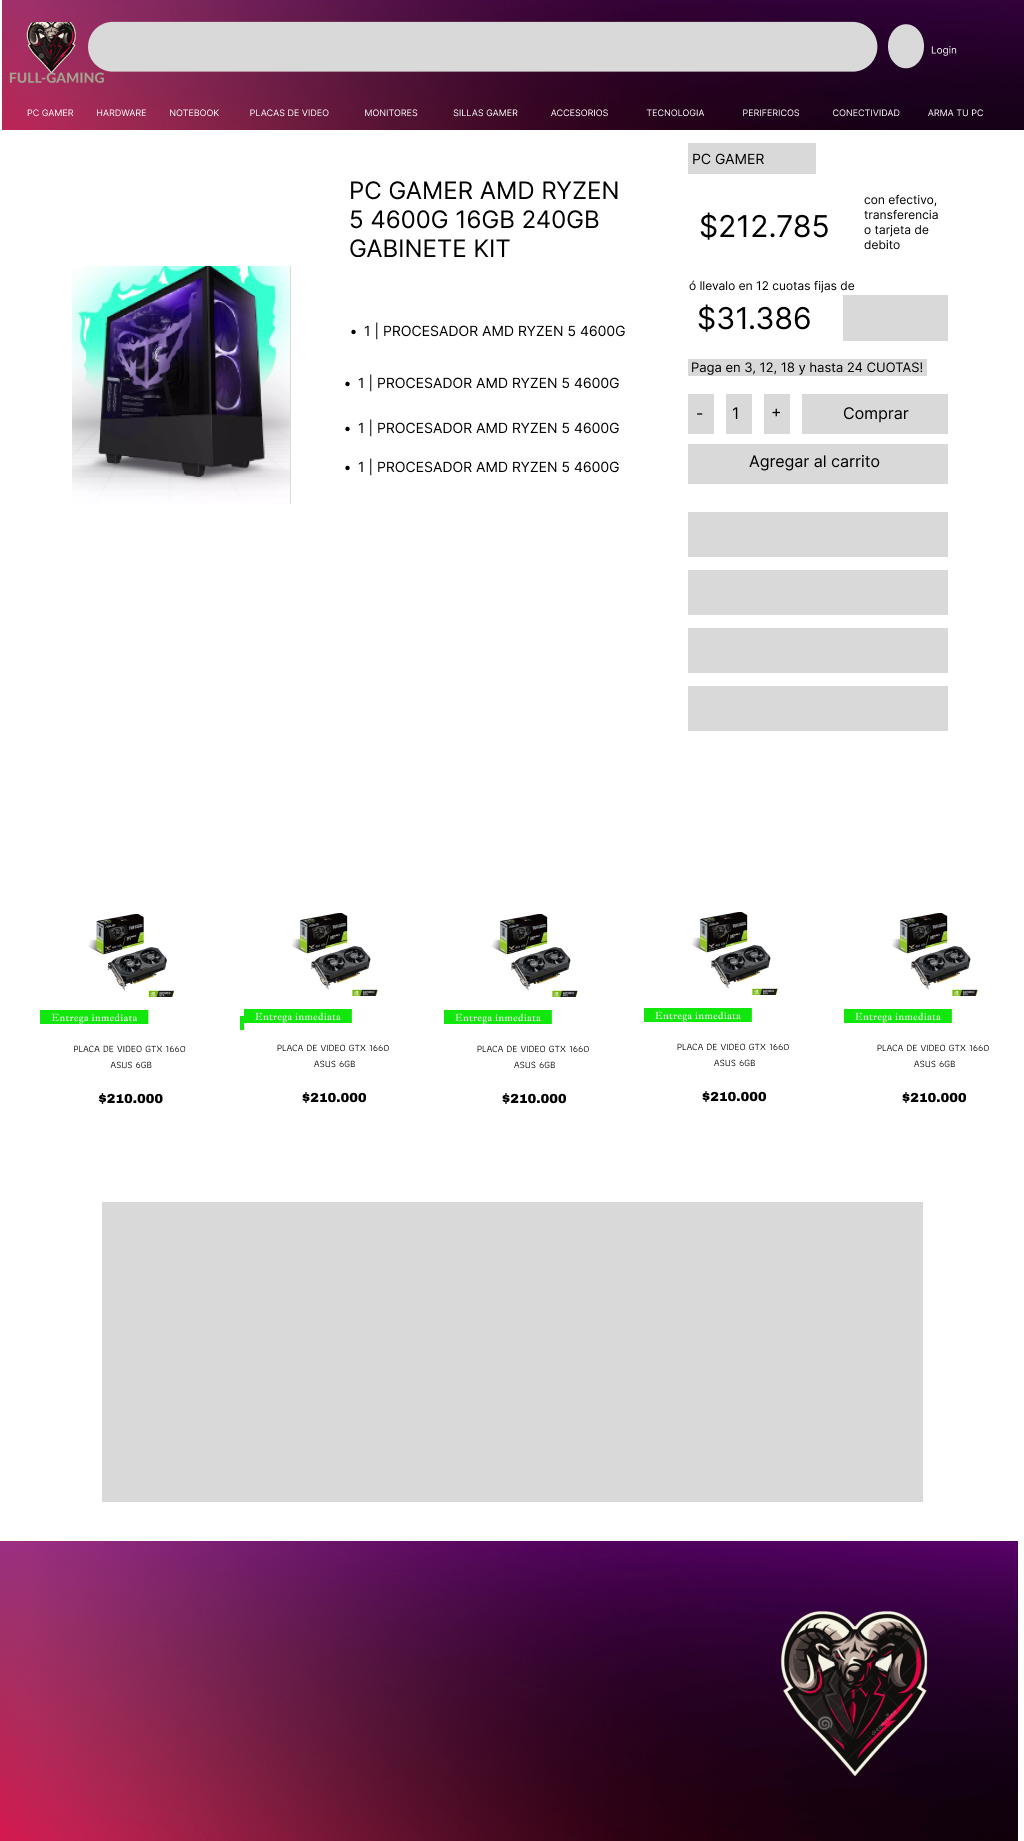 FULL-GAMING
Login
PC GAMER HARDWARE NOTEBOOK PLACAS DE VIDEO MONITORES SILLAS GAMER ACCESORIOS TECNOLOGIA PERIFERICOS CONECTIVIDAD ARMA TU PC
PC GAMER AMD RYZEN
5 4600G 16GB 240GB
GABINETE KIT
• 1 | PROCESADOR AMD RYZEN 5 4600G
• 1 | PROCESADOR AMD RYZEN 5 4600G
• 1 | PROCESADOR AMD RYZEN 5 4600G
• 1 | PROCESADOR AMD RYZEN 5 4600G
PC GAMER
$212.785
con efectivo,
transferencia
o tarjeta de
debito
ó llevalo en 12 cuotas fijas de
$31.386
Paga en 3, 12, 18 y hasta 24 CUOTAS!
- 1 + Comprar
Agregar al carrito
Entrega inmediata
PLACA DE VIDEO GTX 1660
ASUS 6GB
$210.000
Entrega inmediata
PLACA DE VIDEO GTX 1660
ASUS 6GB
$210.000
Entrega inmediata
PLACA DE VIDEO GTX 1660
ASUS 6GB
$210.000
Entrega inmediata
PLACA DE VIDEO GTX 1660
ASUS 6GB
$210.000
Entrega inmediata
PLACA DE VIDEO GTX 1660
ASUS 6GB
$210.000